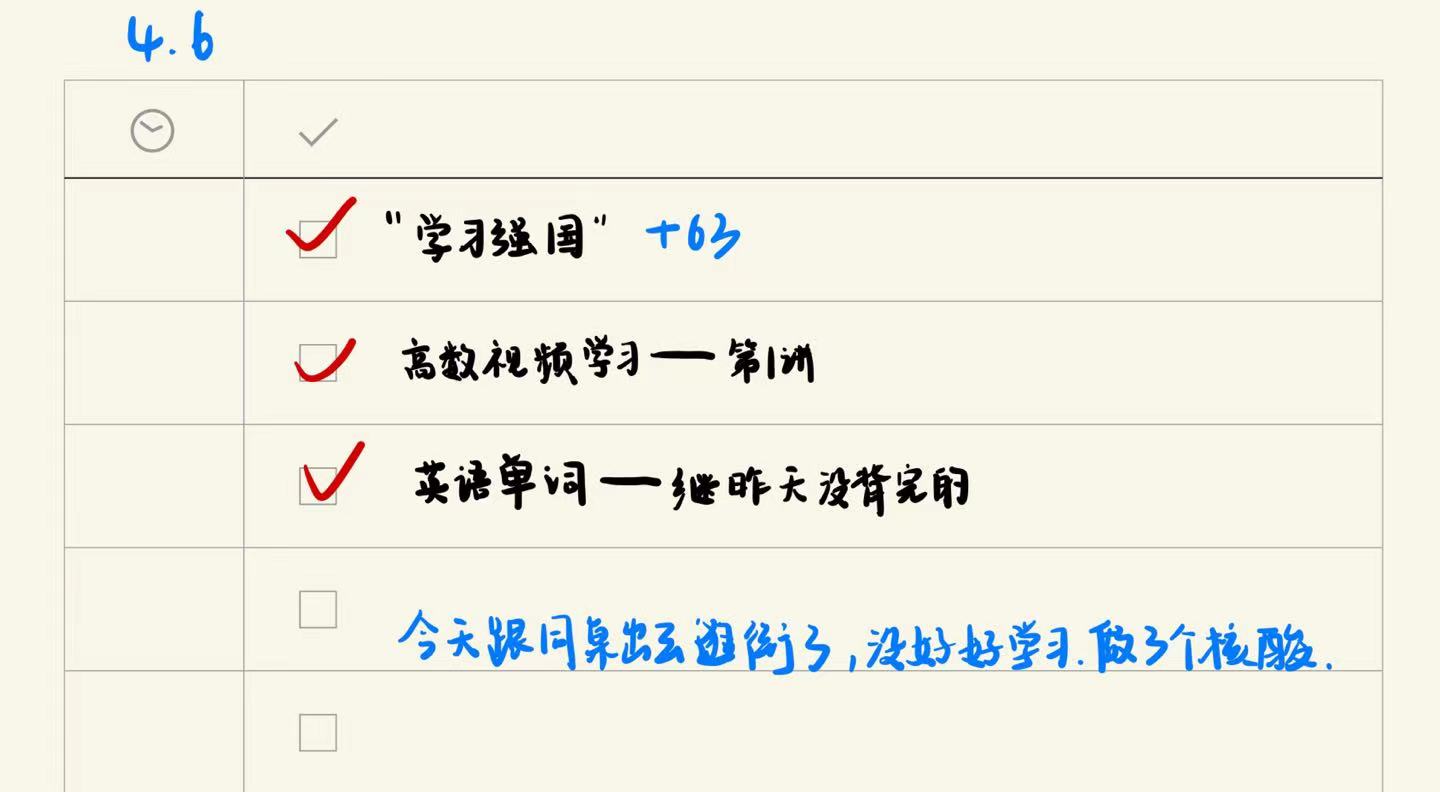 4.6
“学习强国” +63
高数视频学习——第1讲
英语单词——继昨天没背完的
今天跟同桌出去逛街了,没好好学习.做了个核酸.